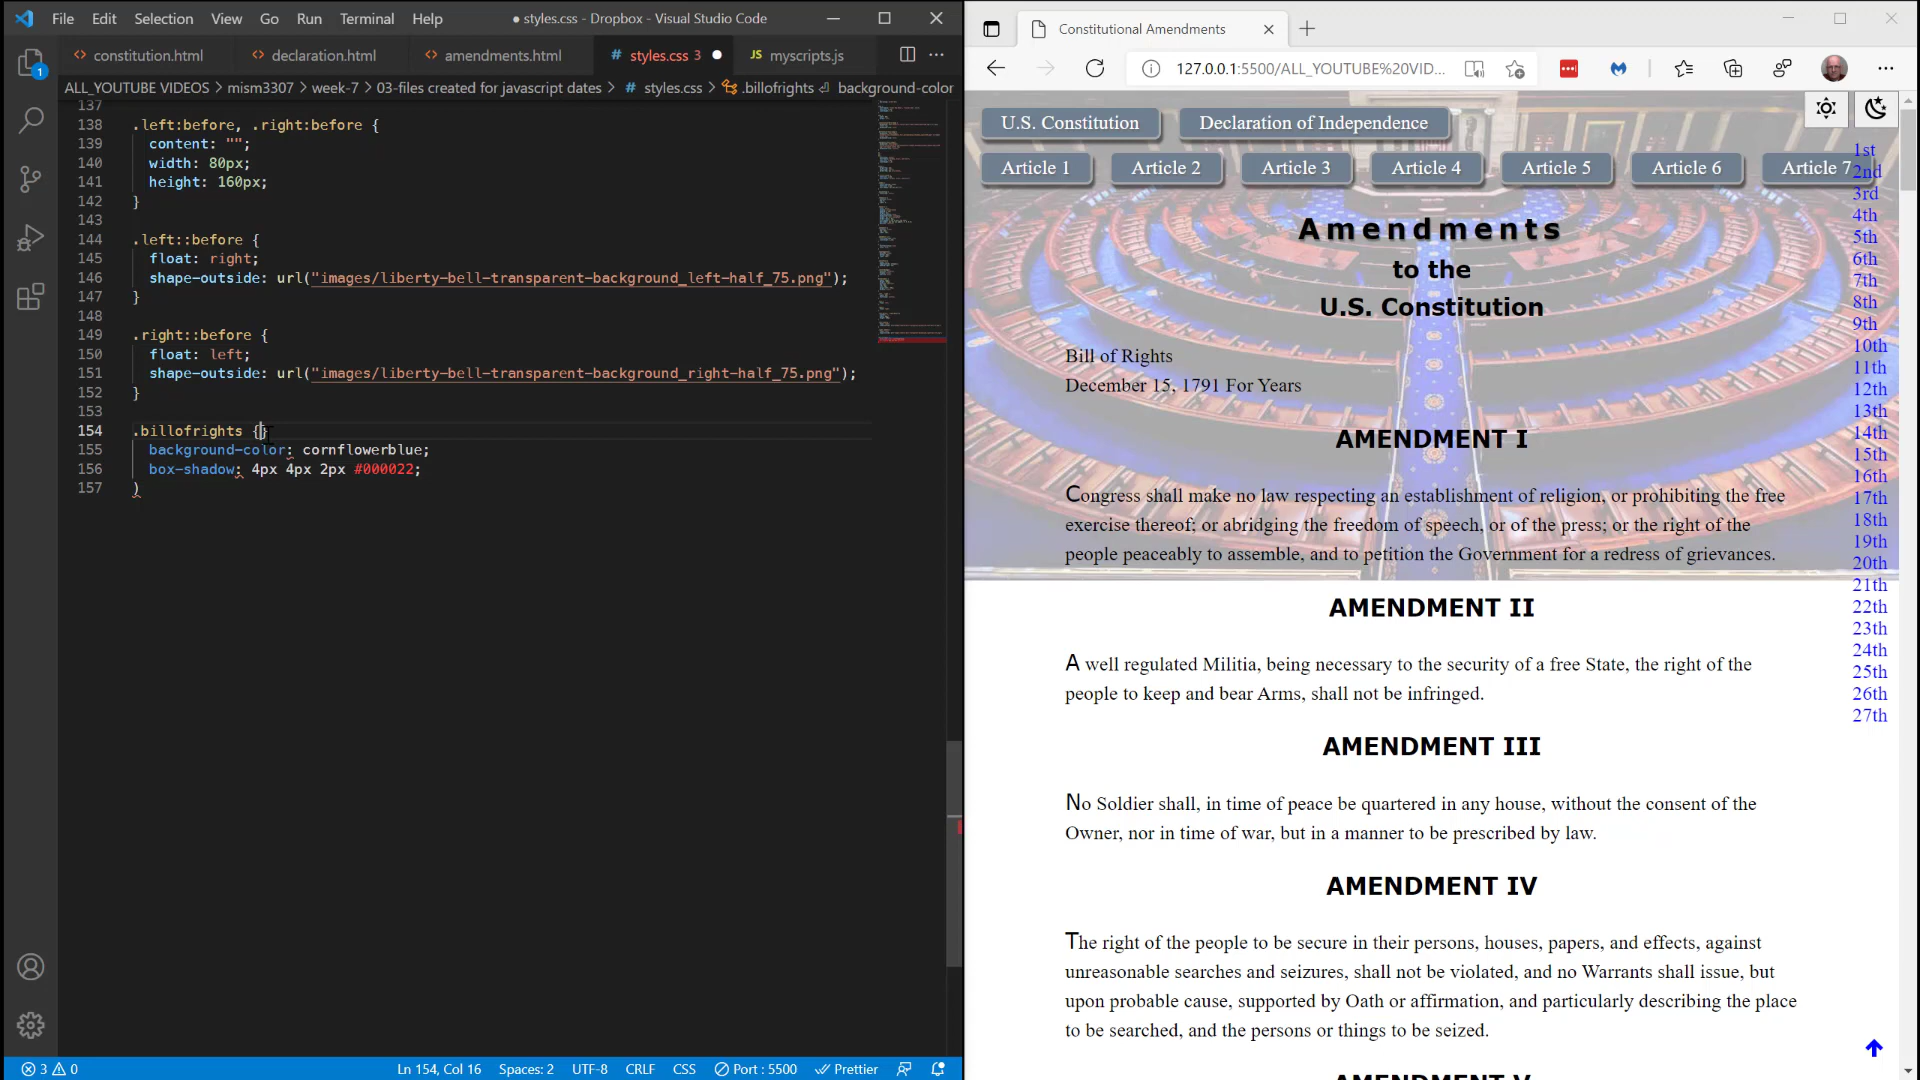 File Edit Selection View Go Run Terminal Help
● styles.css - Dropbox - Visual Studio Code
constitution.html
declaration.html
amendments.html
# styles.css 3 ●
JS myscripts.js
ALL_YOUTUBE VIDEOS > mism3307 > week-7 > 03-files created for javascript dates > # styles.css > .billofrights > background-color
137
138 .left:before, .right:before {
139 content: "";
140 width: 80px;
141 height: 160px;
142 }
143
144 .left::before {
145 float: right;
146 shape-outside: url("images/liberty-bell-transparent-background_left-half_75.png");
147 }
148
149 .right::before {
150 float: left;
151 shape-outside: url("images/liberty-bell-transparent-background_right-half_75.png");
152 }
153
154 .billofrights {}
155 background-color: cornflowerblue;
156 box-shadow: 4px 4px 2px #000022;
157 )
1
3 0
Ln 154, Col 16 Spaces: 2 UTF-8 CRLF CSS Port : 5500 Prettier
Constitutional Amendments
127.0.0.1:5500/ALL_YOUTUBE%20VID...
U.S. Constitution
Declaration of Independence
Article 1
Article 2
Article 3
Article 4
Article 5
Article 6
Article 7
1st
2nd
3rd
4th
5th
6th
7th
8th
9th
10th
11th
12th
13th
14th
15th
16th
17th
18th
19th
20th
21th
22th
23th
24th
25th
26th
27th
Amendments
to the
U.S. Constitution
Bill of Rights
December 15, 1791 For Years
AMENDMENT I
Congress shall make no law respecting an establishment of religion, or prohibiting the free
exercise thereof; or abridging the freedom of speech, or of the press; or the right of the
people peaceably to assemble, and to petition the Government for a redress of grievances.
AMENDMENT II
A well regulated Militia, being necessary to the security of a free State, the right of the
people to keep and bear Arms, shall not be infringed.
AMENDMENT III
No Soldier shall, in time of peace be quartered in any house, without the consent of the
Owner, nor in time of war, but in a manner to be prescribed by law.
AMENDMENT IV
The right of the people to be secure in their persons, houses, papers, and effects, against
unreasonable searches and seizures, shall not be violated, and no Warrants shall issue, but
upon probable cause, supported by Oath or affirmation, and particularly describing the place
to be searched, and the persons or things to be seized.
AMENDMENT V